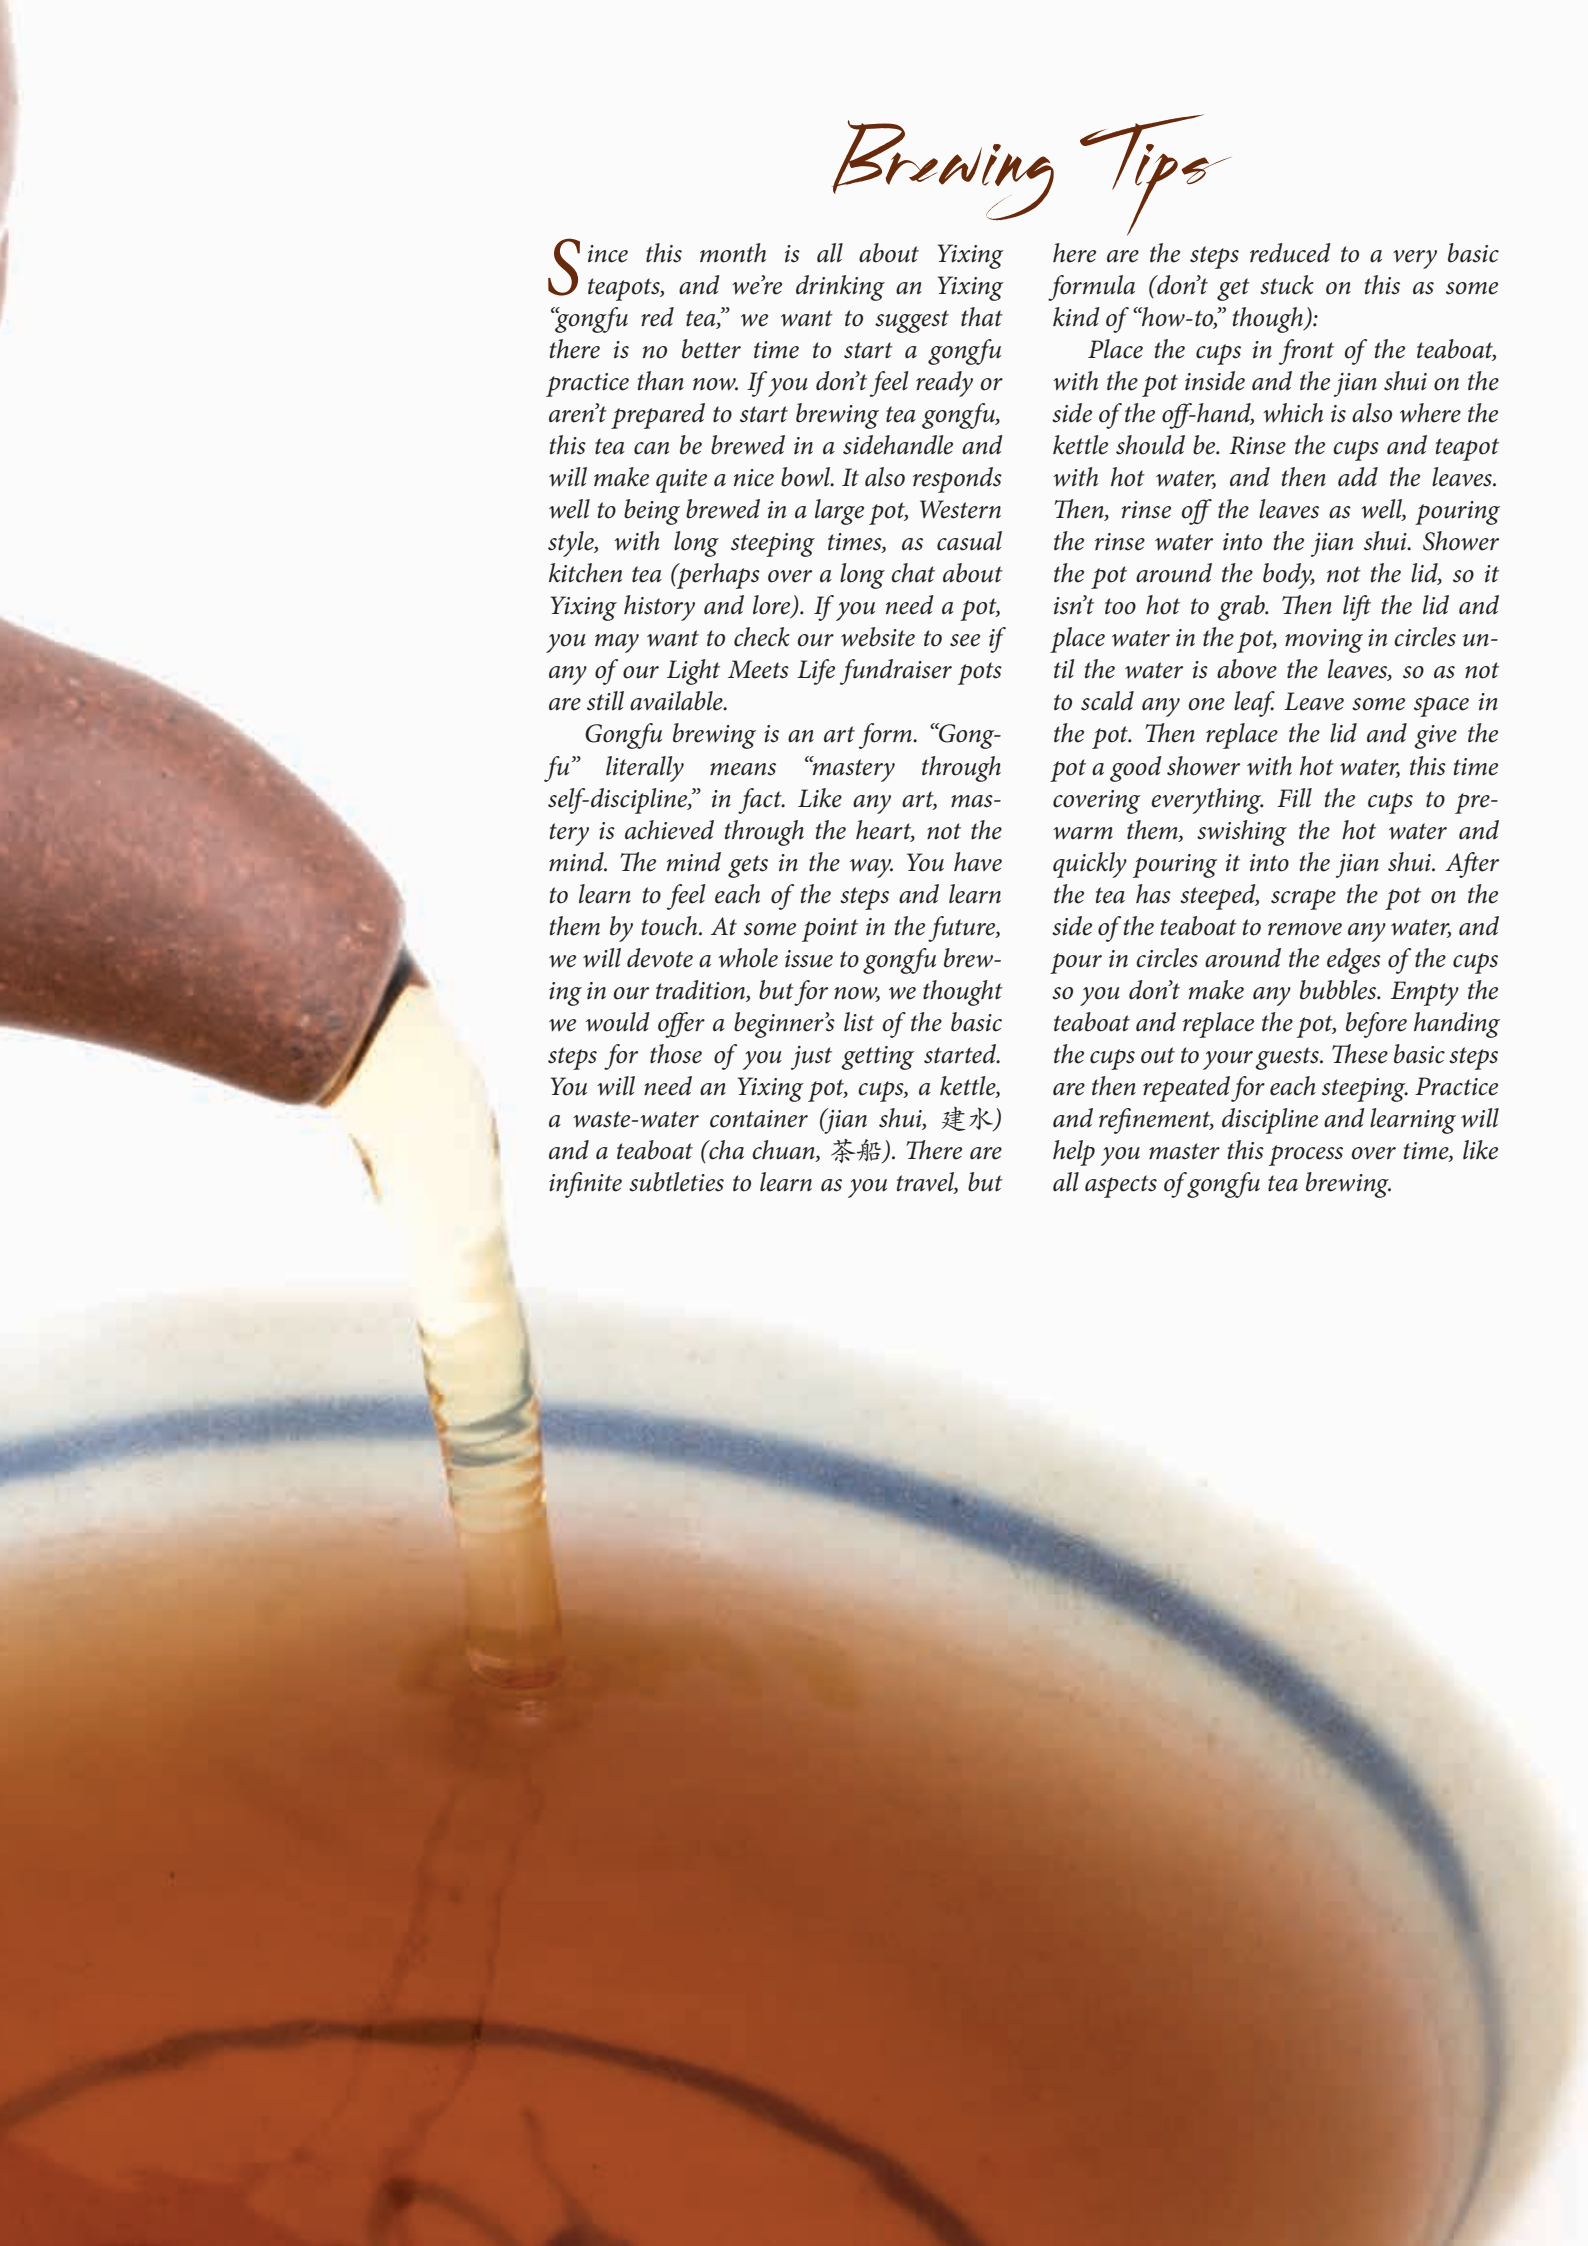 Brewing Tips
Since this month is all about Yixing
teapots, and we’re drinking an Yixing
“gongfu red tea,” we want to suggest that
there is no better time to start a gongfu
practice than now. If you don’t feel ready or
aren’t prepared to start brewing tea gongfu,
this tea can be brewed in a sidehandle and
will make quite a nice bowl. It also responds
well to being brewed in a large pot, Western
style, with long steeping times, as casual
kitchen tea (perhaps over a long chat about
Yixing history and lore). If you need a pot,
you may want to check our website to see if
any of our Light Meets Life fundraiser pots
are still available.
Gongfu brewing is an art form. “Gong-
fu” literally means “mastery through
self-discipline,” in fact. Like any art, mas-
tery is achieved through the heart, not the
mind. The mind gets in the way. You have
to learn to feel each of the steps and learn
them by touch. At some point in the future,
we will devote a whole issue to gongfu brew-
ing in our tradition, but for now, we thought
we would offer a beginner’s list of the basic
steps for those of you just getting started.
You will need an Yixing pot, cups, a kettle,
a waste-water container (jian shui, 建水)
and a teaboat (cha chuan, 茶船). There are
infinite subtleties to learn as you travel, but
here are the steps reduced to a very basic
formula (don’t get stuck on this as some
kind of “how-to,” though):
Place the cups in front of the teaboat,
with the pot inside and the jian shui on the
side of the off-hand, which is also where the
kettle should be. Rinse the cups and teapot
with hot water, and then add the leaves.
Then, rinse off the leaves as well, pouring
the rinse water into the jian shui. Shower
the pot around the body, not the lid, so it
isn’t too hot to grab. Then lift the lid and
place water in the pot, moving in circles un-
til the water is above the leaves, so as not
to scald any one leaf. Leave some space in
the pot. Then replace the lid and give the
pot a good shower with hot water, this time
covering everything. Fill the cups to pre-
warm them, swishing the hot water and
quickly pouring it into the jian shui. After
the tea has steeped, scrape the pot on the
side of the teaboat to remove any water, and
pour in circles around the edges of the cups
so you don’t make any bubbles. Empty the
teaboat and replace the pot, before handing
the cups out to your guests. These basic steps
are then repeated for each steeping. Practice
and refinement, discipline and learning will
help you master this process over time, like
all aspects of gongfu tea brewing.